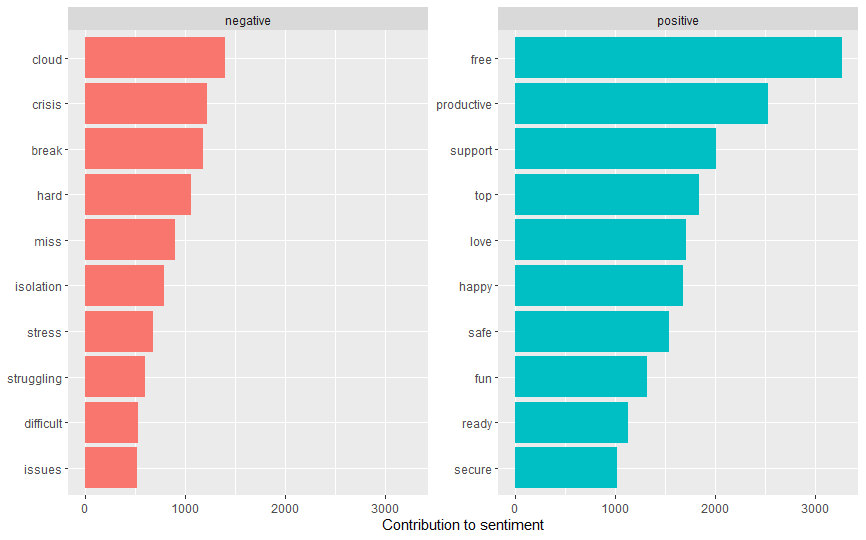 negative
cloud
crisis
break
hard
miss
isolation
stress
struggling
difficult
issues
0 1000 2000 3000
positive
free
productive
support
top
love
happy
safe
fun
ready
secure
0 1000 2000 3000
Contribution to sentiment